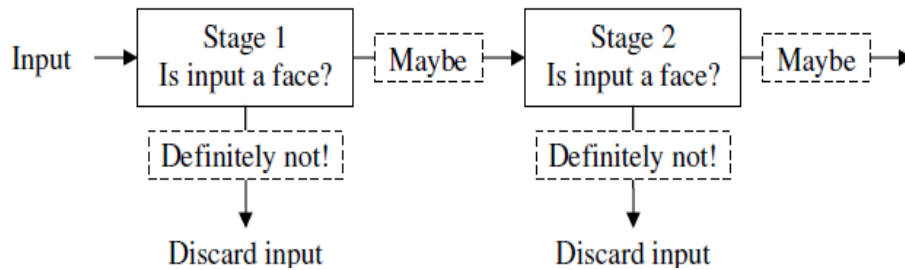 Input
Stage 1
Is input a face?
Maybe
Stage 2
Is input a face?
Maybe
Definitely not!
Definitely not!
Discard input
Discard input